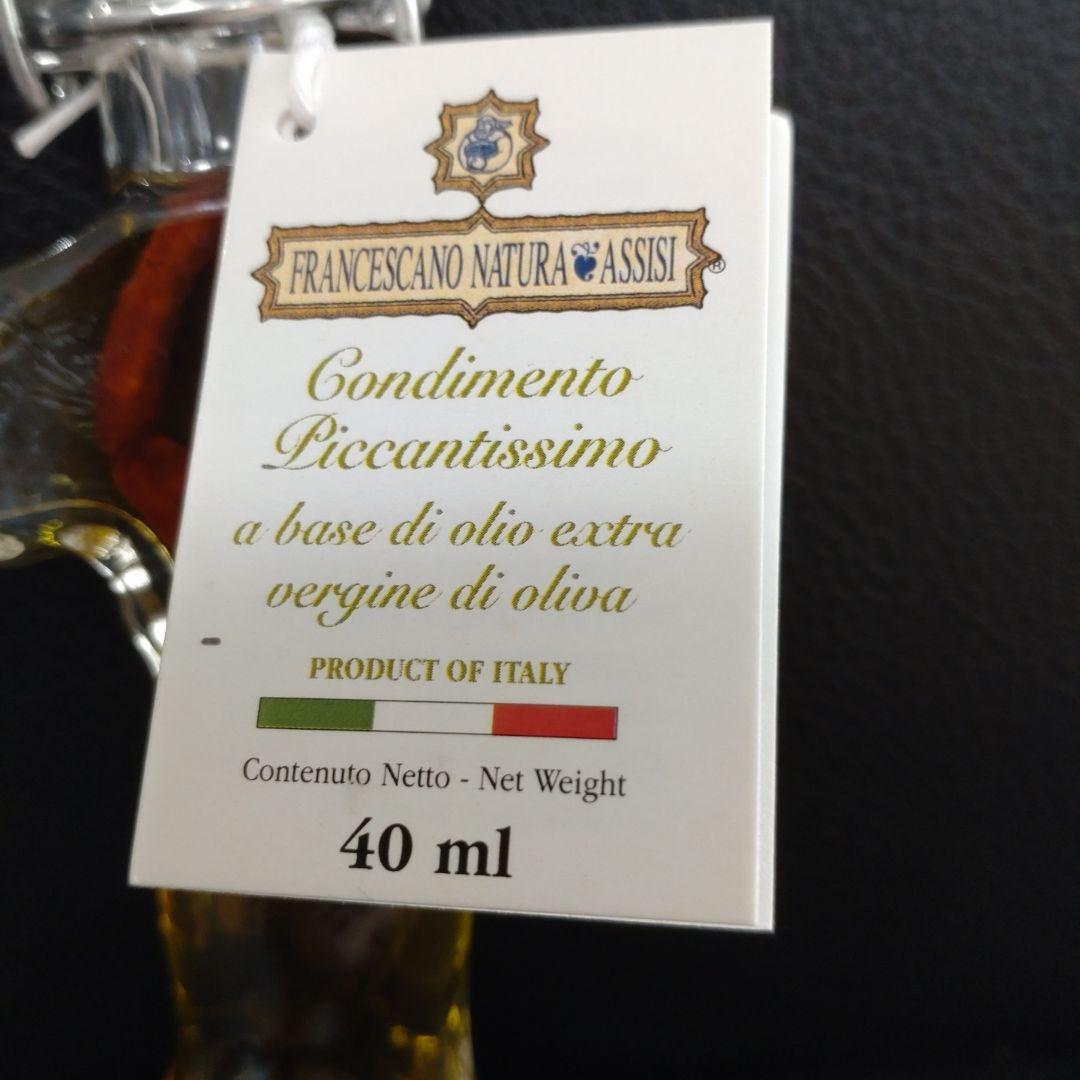 FRANCESCANO NATURA ASSISI ®
Condimento
Piccantissimo
a base di olio extra
vergine di oliva
PRODUCT OF ITALY
Contenuto Netto - Net Weight
40 ml